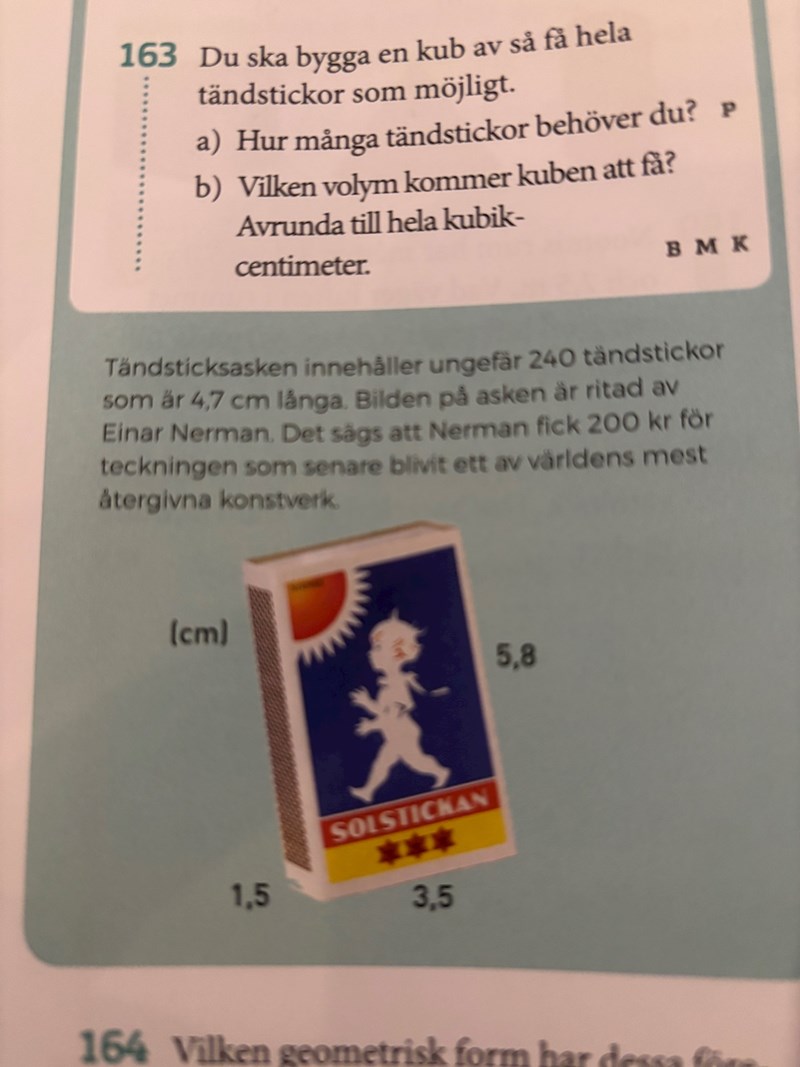 163 Du ska bygga en kub av så få hela
tändstickor som möjligt.
a) Hur många tändstickor behöver du? P
b) Vilken volym kommer kuben att få?
Avrunda till hela kubik-
centimeter.
B M K
Tändsticksasken innehåller ungefär 240 tändstickor
som är 4,7 cm långa. Bilden på asken är ritad av
Einar Nerman. Det sägs att Nerman fick 200 kr för
teckningen som senare blivit ett av världens mest
återgivna konstverk.
(cm)
5,8
SOLSTICKAN
1,5
3,5
164 Vilken geometrisk form har dessa